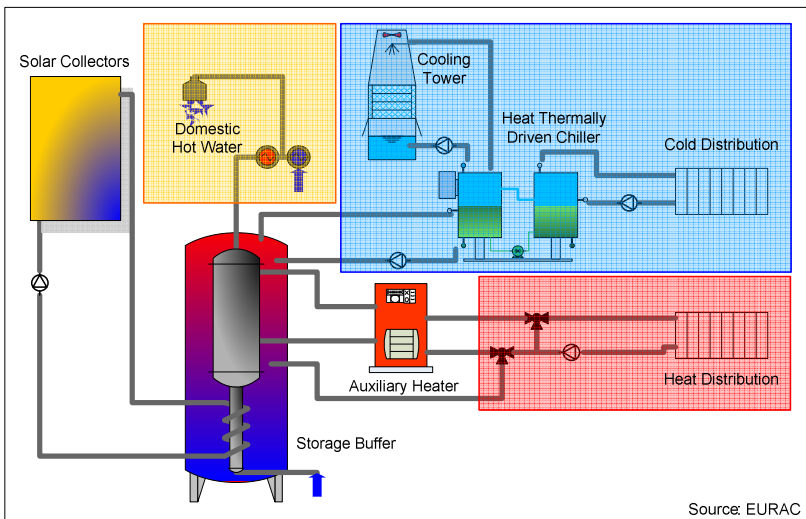 Solar Collectors
Domestic
Hot Water
Cooling
Tower
Heat Thermally
Driven Chiller
Cold Distribution
Auxiliary Heater
Heat Distribution
Storage Buffer
Source: EURAC